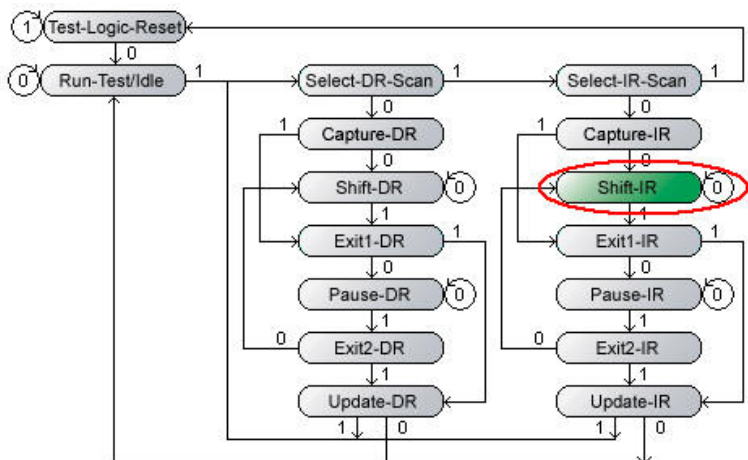 1 Test-Logic-Reset
0
0 Run-Test/Idle 1 Select-DR-Scan 1 Select-IR-Scan 1
0 0
1 Capture-DR 1 Capture-IR
0 0
Shift-DR 0 Shift-IR 0
1 1
Exit1-DR 1 Exit1-IR 1
0 0
Pause-DR 0 Pause-IR 0
1 1
0 Exit2-DR 0 Exit2-IR
1 1
Update-DR Update-IR
1 0 1 0